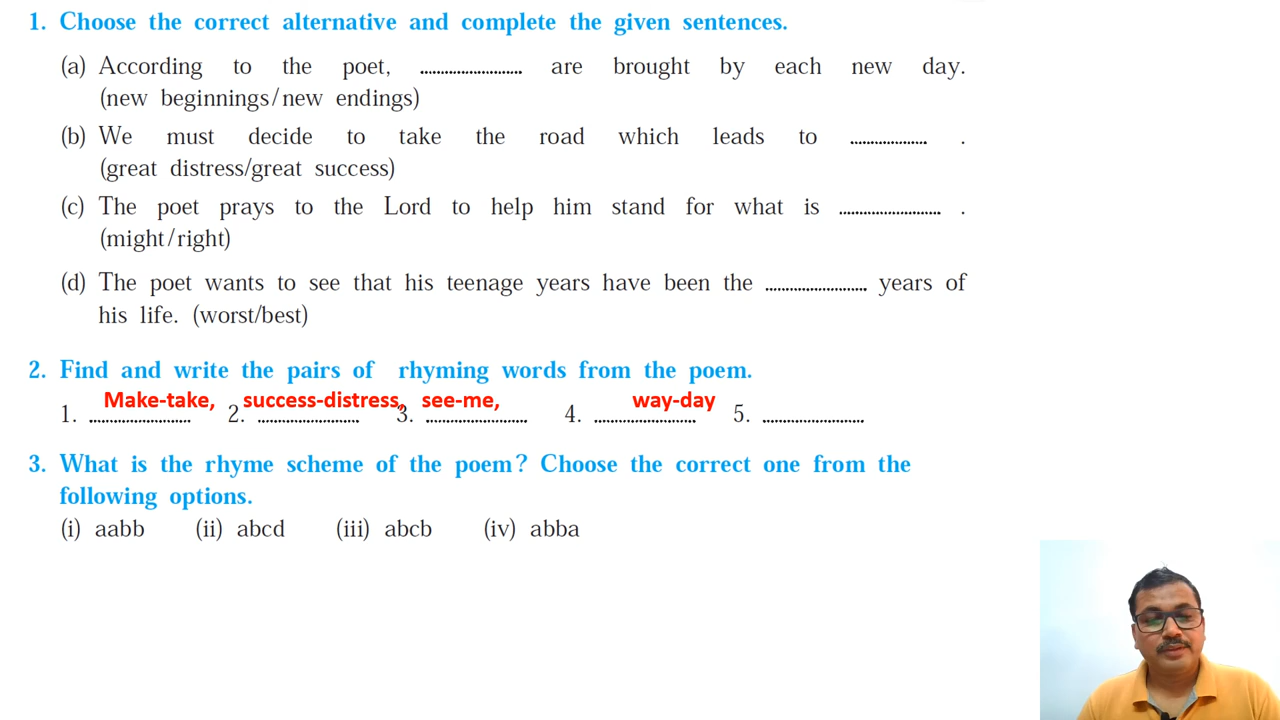 1. Choose the correct alternative and complete the given sentences.
(a) According to the poet, ........................ are brought by each new day.
(new beginnings/new endings)
(b) We must decide to take the road which leads to .................. .
(great distress/great success)
(c) The poet prays to the Lord to help him stand for what is ........................ .
(might/right)
(d) The poet wants to see that his teenage years have been the ........................ years of
his life. (worst/best)
2. Find and write the pairs of rhyming words from the poem.
Make-take, success-distress, see-me, way-day
1. ........................ 2. ........................ 3. ........................ 4. ........................ 5. ........................
3. What is the rhyme scheme of the poem? Choose the correct one from the
following options.
(i) aabb (ii) abcd (iii) abcb (iv) abba